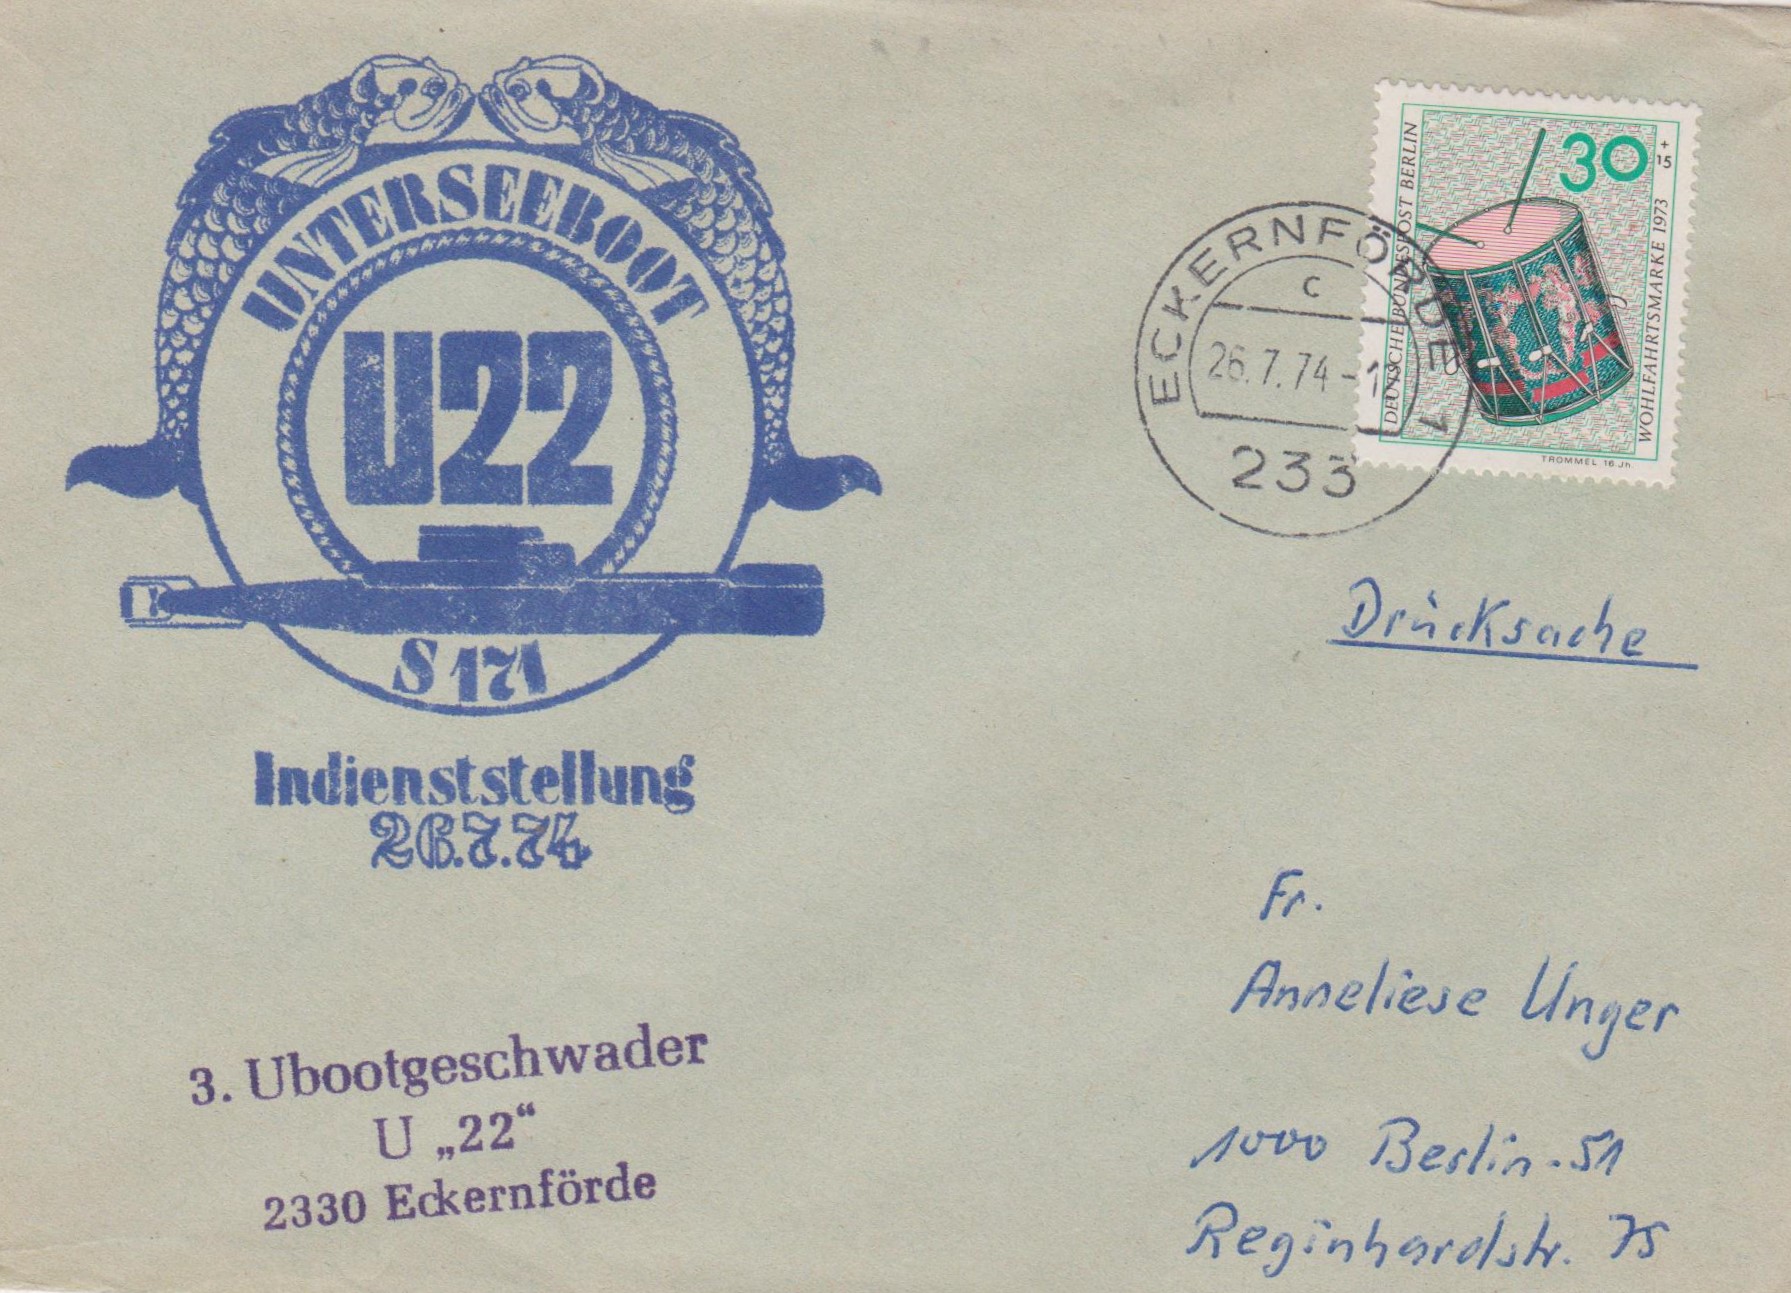 UNTERSEEBOOT
U22
S 171
Indienststellung
26.7.74
DEUTSCHE BUNDESPOST BERLIN
30
+
15
WOHLFAHRTSMARKE 1973
TROMMEL 16. Jh.
ECKERNFÖRDE 1
c
26.7.74-1
233
Drucksache
Fr.
Anneliese Unger
1000 Berlin-51
Reginhardstr. 75
3. Ubootgeschwader
U „22“
2330 Eckernförde